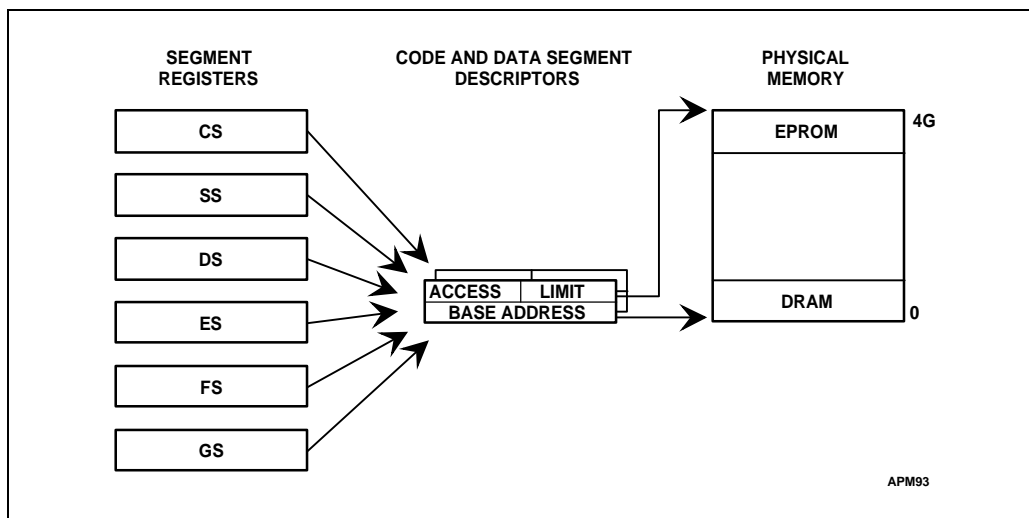 SEGMENT
REGISTERS
CODE AND DATA SEGMENT
DESCRIPTORS
PHYSICAL
MEMORY
CS
SS
DS
ES
FS
GS
ACCESS
LIMIT
BASE ADDRESS
EPROM
4G
DRAM
0
APM93